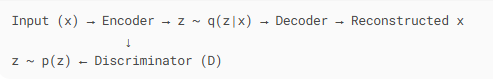 Input (x) → Encoder → z ~ q(z|x) → Decoder → Reconstructed x
↓
z ~ p(z) ← Discriminator (D)